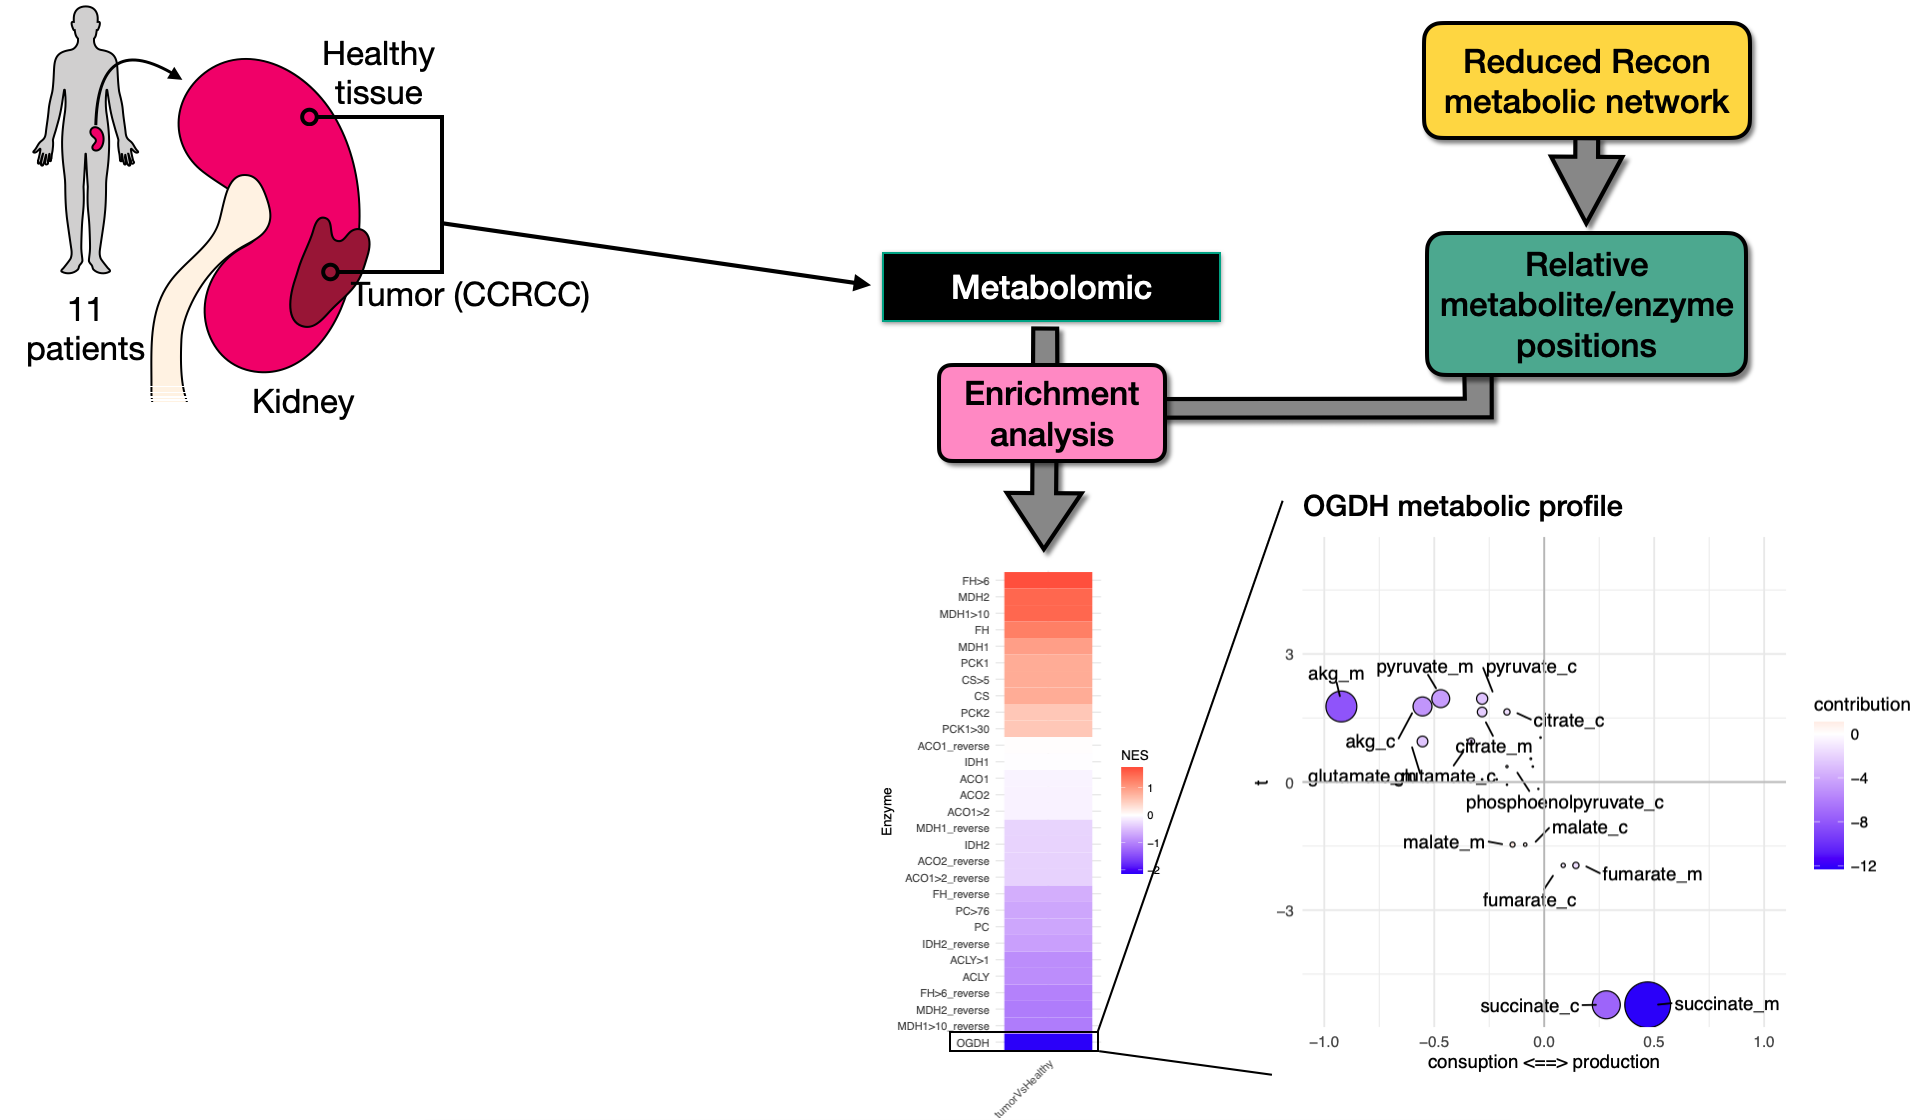 Healthy
tissue
11
patients
Tumor (CCRCC)
Kidney
Reduced Recon
metabolic network
Relative
metabolite/enzyme
positions
Metabolomic
Enrichment
analysis
Enzyme
FH>6
MDH2
MDH1>10
FH
MDH1
PCK1
CS>5
CS
PCK2
PCK1>30
ACO1_reverse
IDH1
ACO1
ACO2
ACO1>2
MDH1_reverse
IDH2
ACO2_reverse
ACO1>2_reverse
FH_reverse
PC>76
PC
IDH2_reverse
ACLY>1
ACLY
FH>6_reverse
MDH2_reverse
MDH1>10_reverse
OGDH
tumorVsHealthy
NES
1
0
−1
−2
OGDH metabolic profile
t
3
0
−3
akg_m
pyruvate_m
pyruvate_c
citrate_c
akg_c
citrate_m
glutamate_m
glutamate_c
phosphoenolpyruvate_c
malate_c
malate_m
fumarate_m
fumarate_c
succinate_c
succinate_m
−1.0 −0.5 0.0 0.5 1.0
consuption <==> production
contribution
0
−4
−8
−12